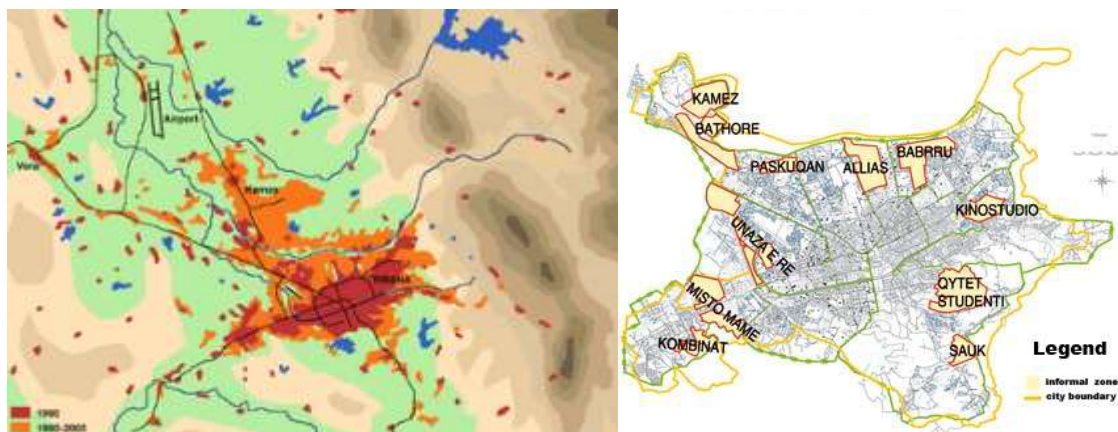 Airport
Vora
Kamza
Tirana
1990
1990-2005
KAMEZ
BATHORE
PASKUQAN
ALLIAS
BABRRU
KINOSTUDIO
UNAZA E RE
MISTO MAME
KOMBINAT
QYTET
STUDENTI
SAUK
Legend
informal zone
city boundary